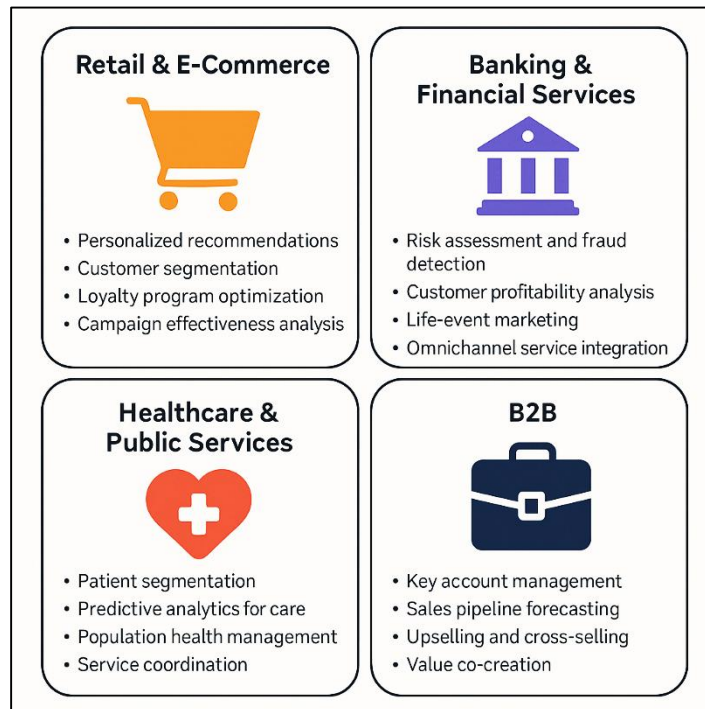 Retail & E-Commerce
• Personalized recommendations
• Customer segmentation
• Loyalty program optimization
• Campaign effectiveness analysis
Banking &
Financial Services
• Risk assessment and fraud
detection
• Customer profitability analysis
• Life-event marketing
• Omnichannel service integration
Healthcare &
Public Services
• Patient segmentation
• Predictive analytics for care
• Population health management
• Service coordination
B2B
• Key account management
• Sales pipeline forecasting
• Upselling and cross-selling
• Value co-creation